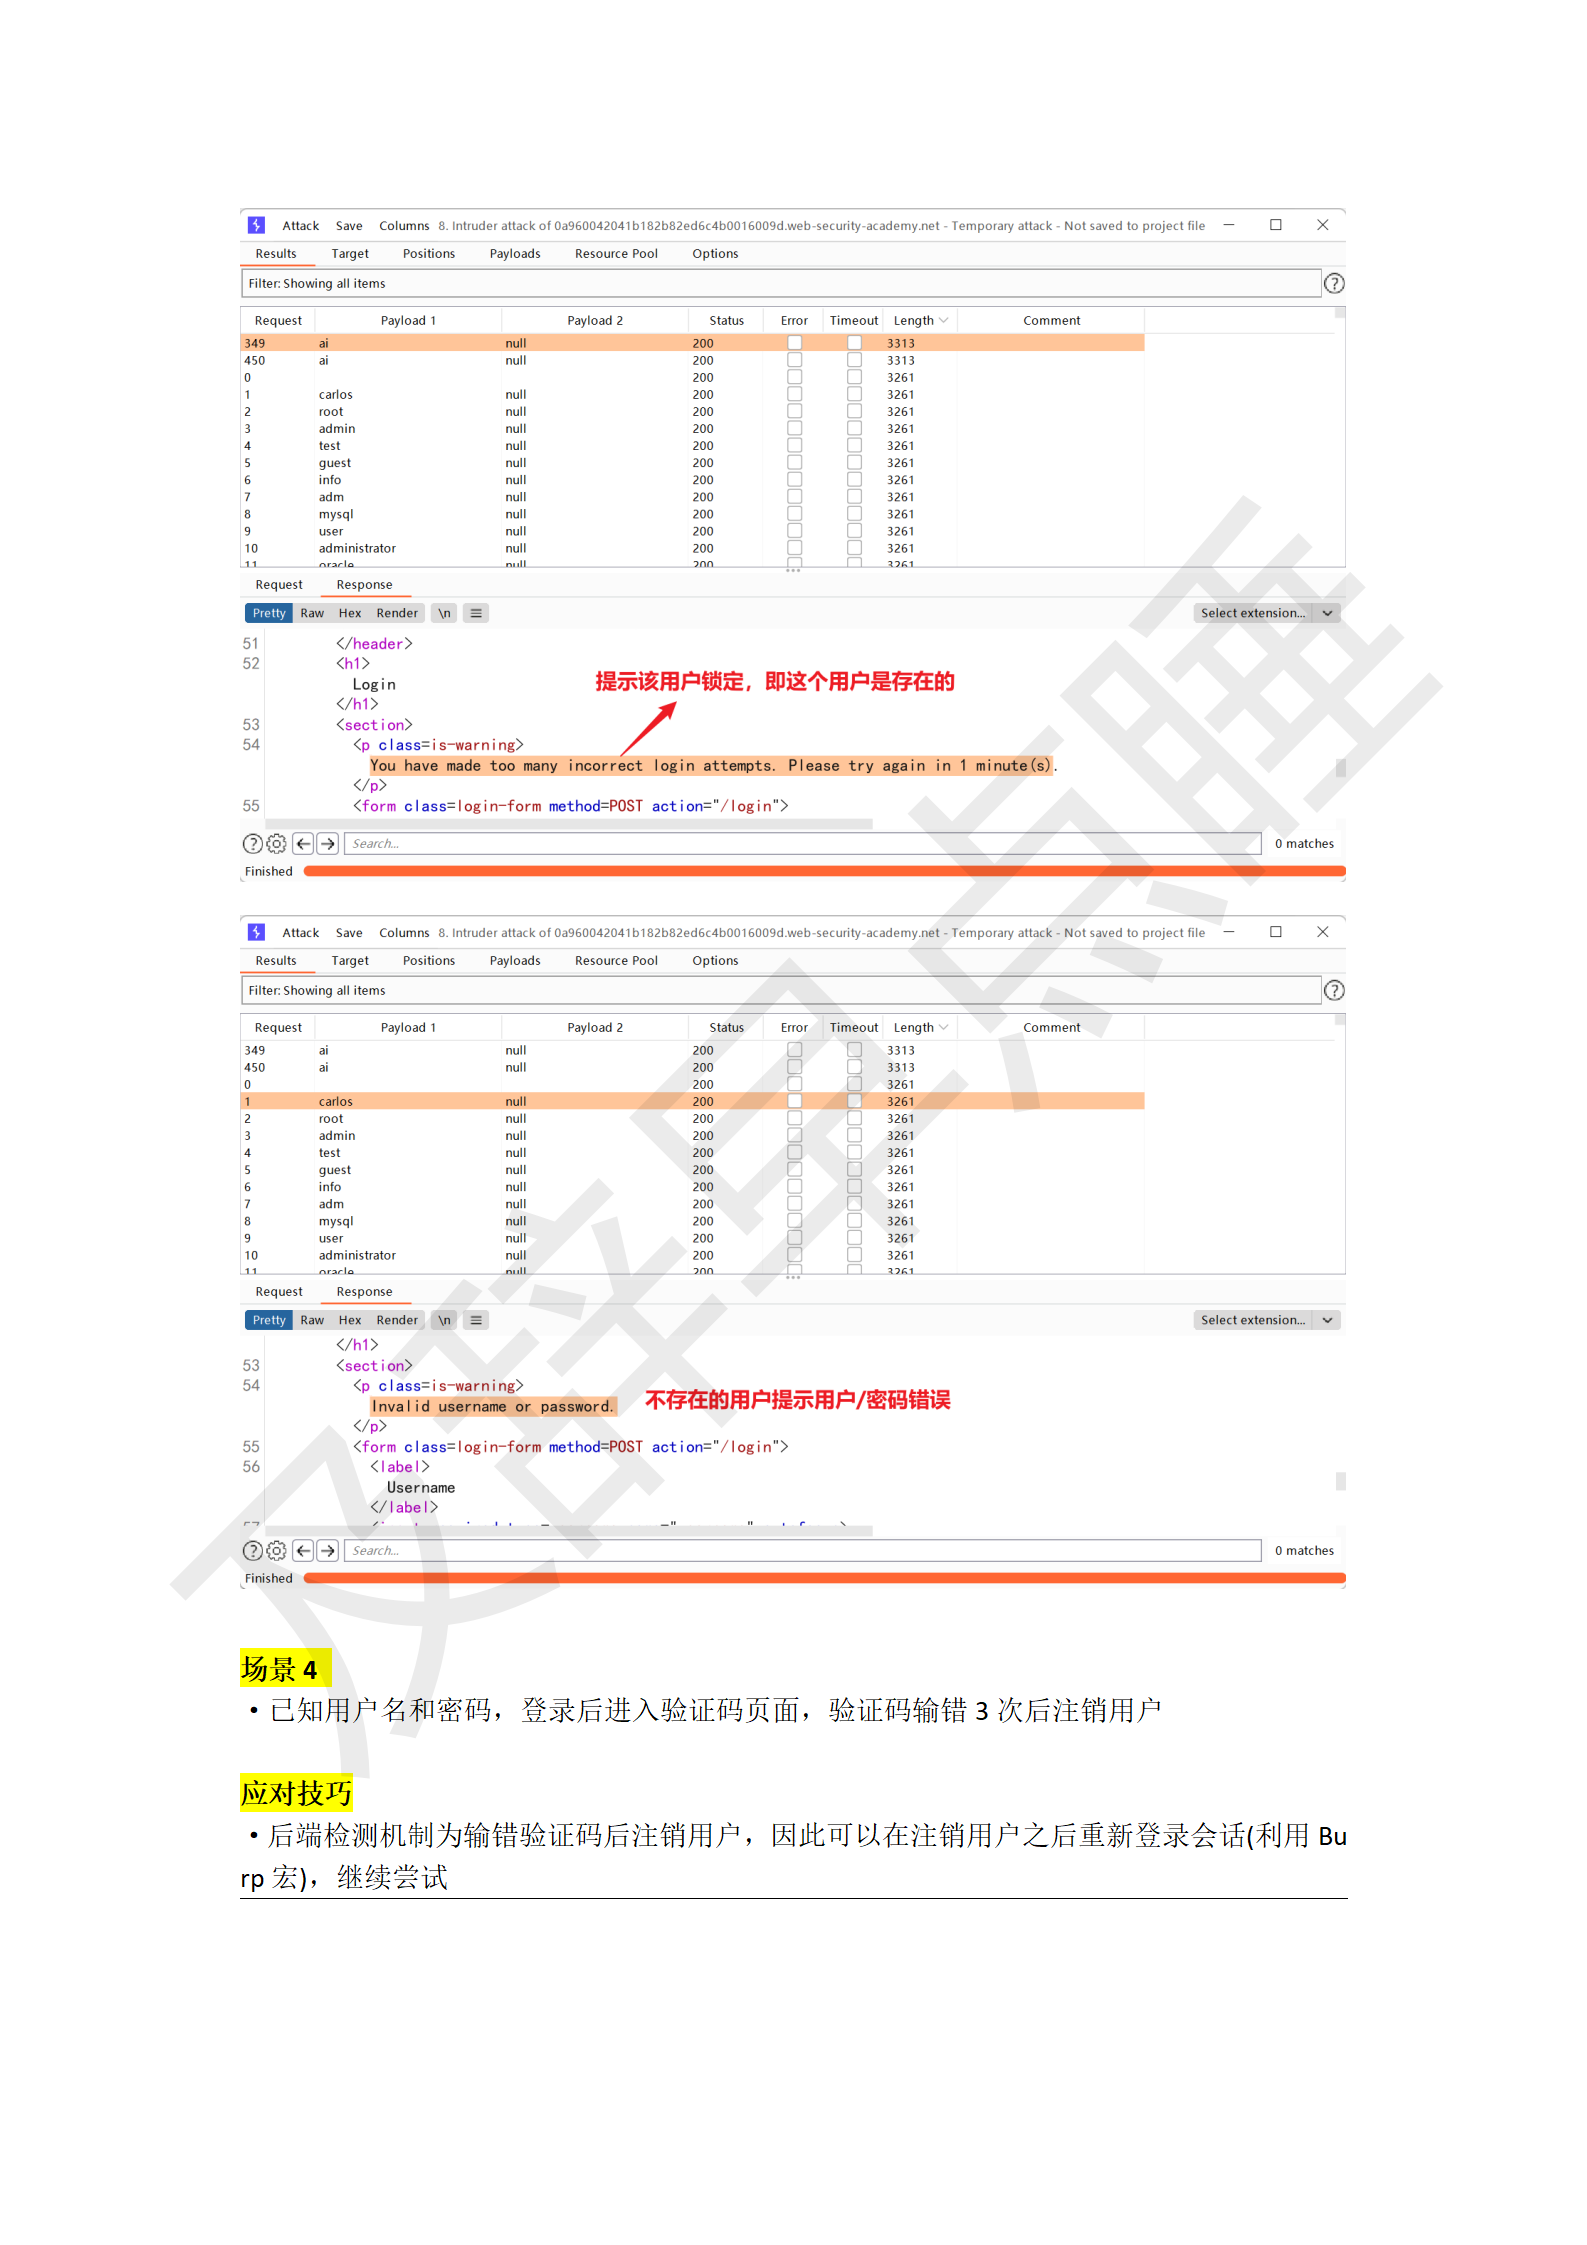 Attack Save Columns 8. Intruder attack of 0a960042041b182b82ed6c4b0016009d.web-security-academy.net - Temporary attack - Not saved to project file
Results Target Positions Payloads Resource Pool Options
Filter: Showing all items
Request Payload 1 Payload 2 Status Error Timeout Length Comment
349 ai null 200 3313
450 ai null 200 3313
0 200 3261
1 carlos null 200 3261
2 root null 200 3261
3 admin null 200 3261
4 test null 200 3261
5 guest null 200 3261
6 info null 200 3261
7 adm null 200 3261
8 mysql null 200 3261
9 user null 200 3261
10 administrator null 200 3261
11 oracle null 200 3261
Request Response
Pretty Raw Hex Render \n Select extension...
51 </header>
52 <h1>
Login
</h1>
提示该用户锁定，即这个用户是存在的
53 <section>
54 <p class=is-warning>
You have made too many incorrect login attempts. Please try again in 1 minute(s).
</p>
55 <form class=login-form method=POST action="/login">
Search... 0 matches
Finished
Attack Save Columns 8. Intruder attack of 0a960042041b182b82ed6c4b0016009d.web-security-academy.net - Temporary attack - Not saved to project file
Results Target Positions Payloads Resource Pool Options
Filter: Showing all items
Request Payload 1 Payload 2 Status Error Timeout Length Comment
349 ai null 200 3313
450 ai null 200 3313
0 200 3261
1 carlos null 200 3261
2 root null 200 3261
3 admin null 200 3261
4 test null 200 3261
5 guest null 200 3261
6 info null 200 3261
7 adm null 200 3261
8 mysql null 200 3261
9 user null 200 3261
10 administrator null 200 3261
11 oracle null 200 3261
Request Response
Pretty Raw Hex Render \n Select extension...
</h1>
53 <section>
54 <p class=is-warning>
Invalid username or password. 不存在的用户提示用户/密码错误
</p>
55 <form class=login-form method=POST action="/login">
56 <label>
Username
</label>
57
Search... 0 matches
Finished
场景 4
·已知用户名和密码，登录后进入验证码页面，验证码输错 3 次后注销用户
应对技巧
·后端检测机制为输错验证码后注销用户，因此可以在注销用户之后重新登录会话(利用 Bu
rp 宏)，继续尝试
及辞早点睡